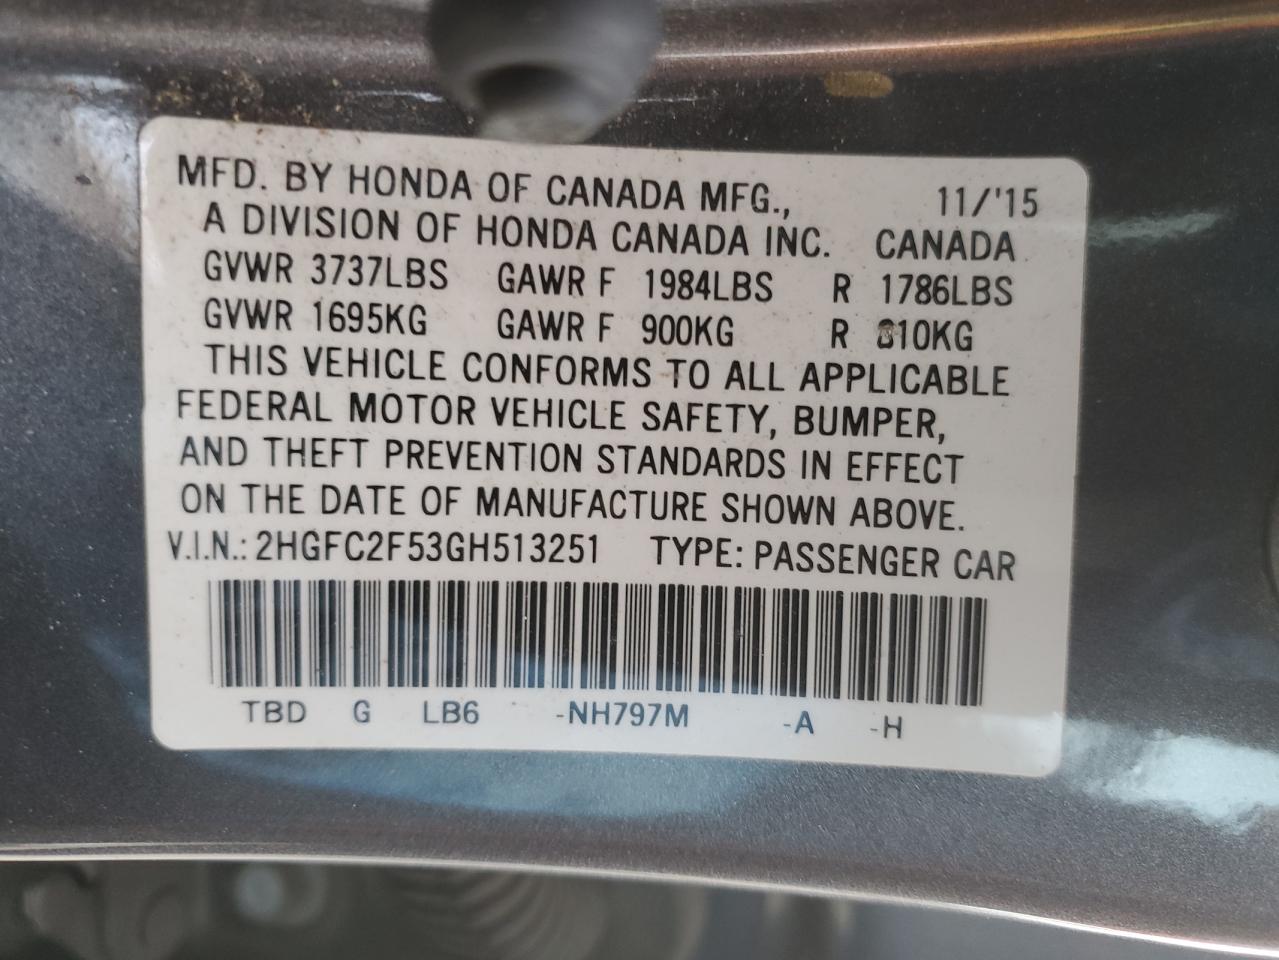 MFD. BY HONDA OF CANADA MFG., 11/'15
A DIVISION OF HONDA CANADA INC. CANADA
GVWR 3737LBS GAWR F 1984LBS R 1786LBS
GVWR 1695KG GAWR F 900KG R 810KG
THIS VEHICLE CONFORMS TO ALL APPLICABLE
FEDERAL MOTOR VEHICLE SAFETY, BUMPER,
AND THEFT PREVENTION STANDARDS IN EFFECT
ON THE DATE OF MANUFACTURE SHOWN ABOVE.
V.I.N.: 2HGFC2F53GH513251 TYPE: PASSENGER CAR
TBD G LB6 -NH797M -A -H